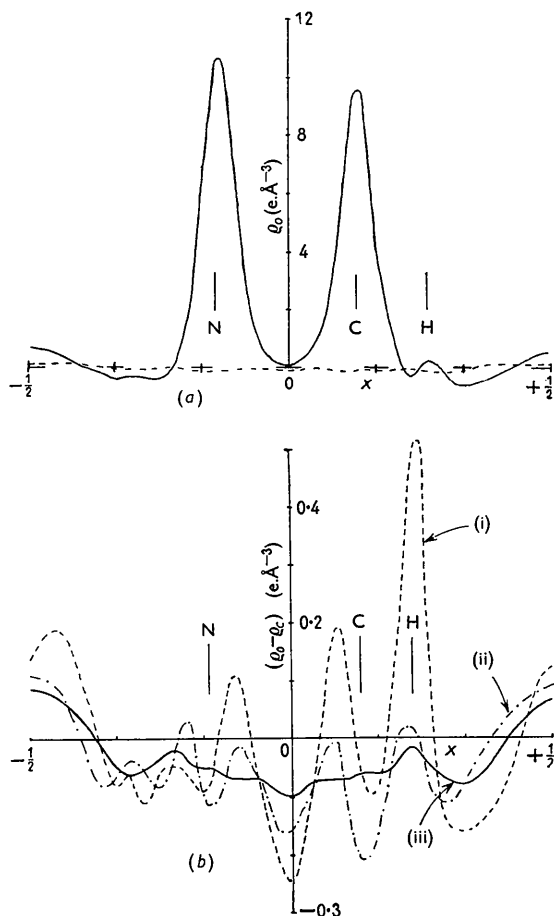 12
8
4
ϱ₀ (e.Å⁻³)
N
C
H
−½
0
x
+½
(a)
0·4
0·2
(ϱ₀−ϱc) (e.Å⁻³)
(i)
N
C
H
(ii)
−½
0
x
+½
(iii)
(b)
−0·3